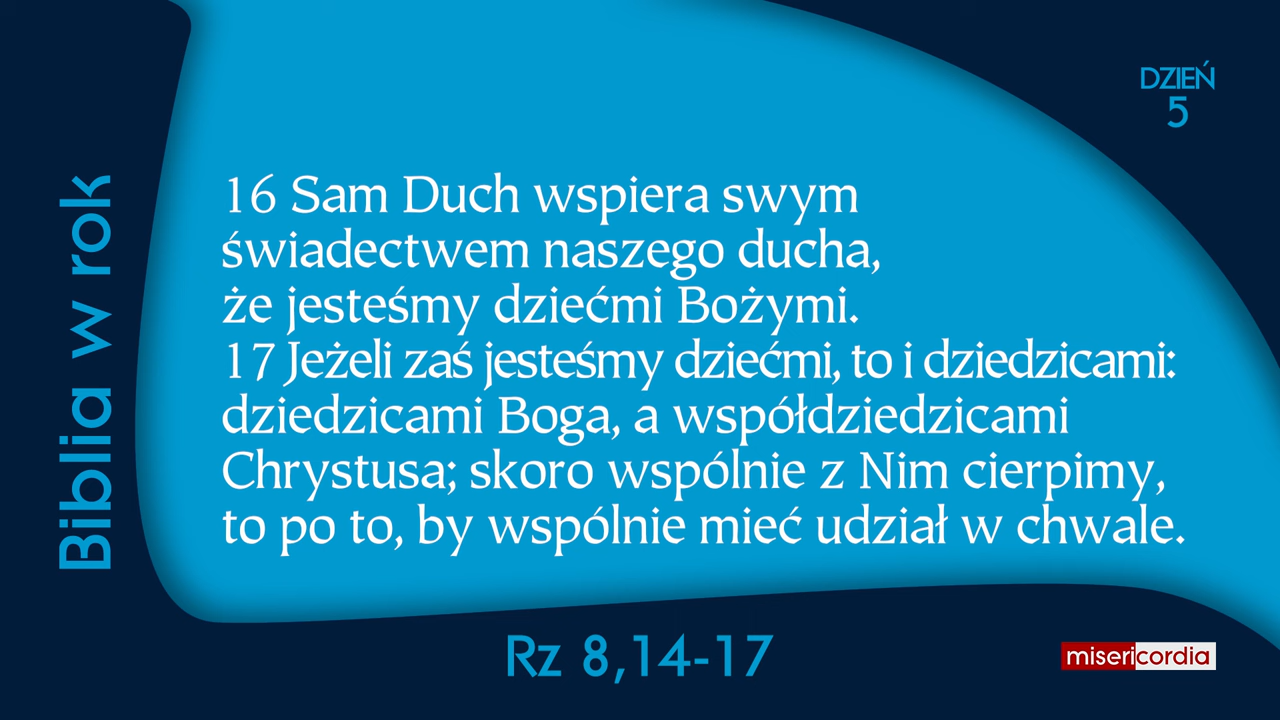 DZIEŃ
5
Biblia w rok
16 Sam Duch wspiera swym
świadectwem naszego ducha,
że jesteśmy dziećmi Bożymi.
17 Jeżeli zaś jesteśmy dziećmi, to i dziedzicami:
dziedzicami Boga, a współdziedzicami
Chrystusa; skoro wspólnie z Nim cierpimy,
to po to, by wspólnie mieć udział w chwale.
Rz 8,14-17
misericordia